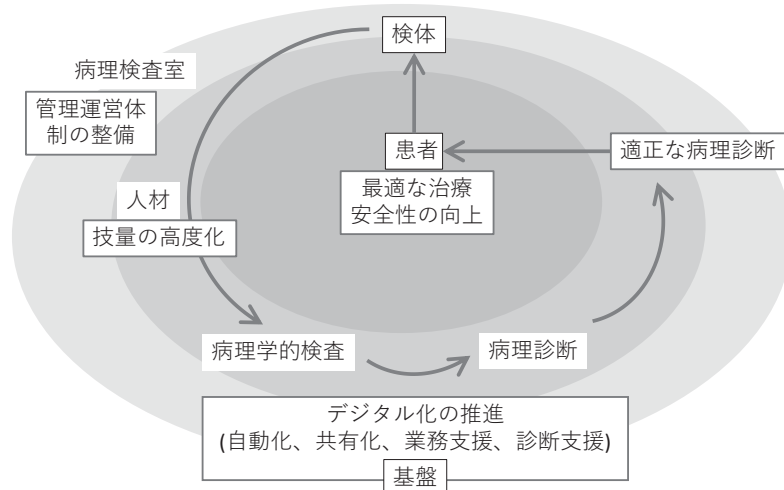 検体
病理検査室
管理運営体
制の整備
患者
適正な病理診断
最適な治療
安全性の向上
人材
技量の高度化
病理学的検査
病理診断
デジタル化の推進
(自動化、共有化、業務支援、診断支援)
基盤